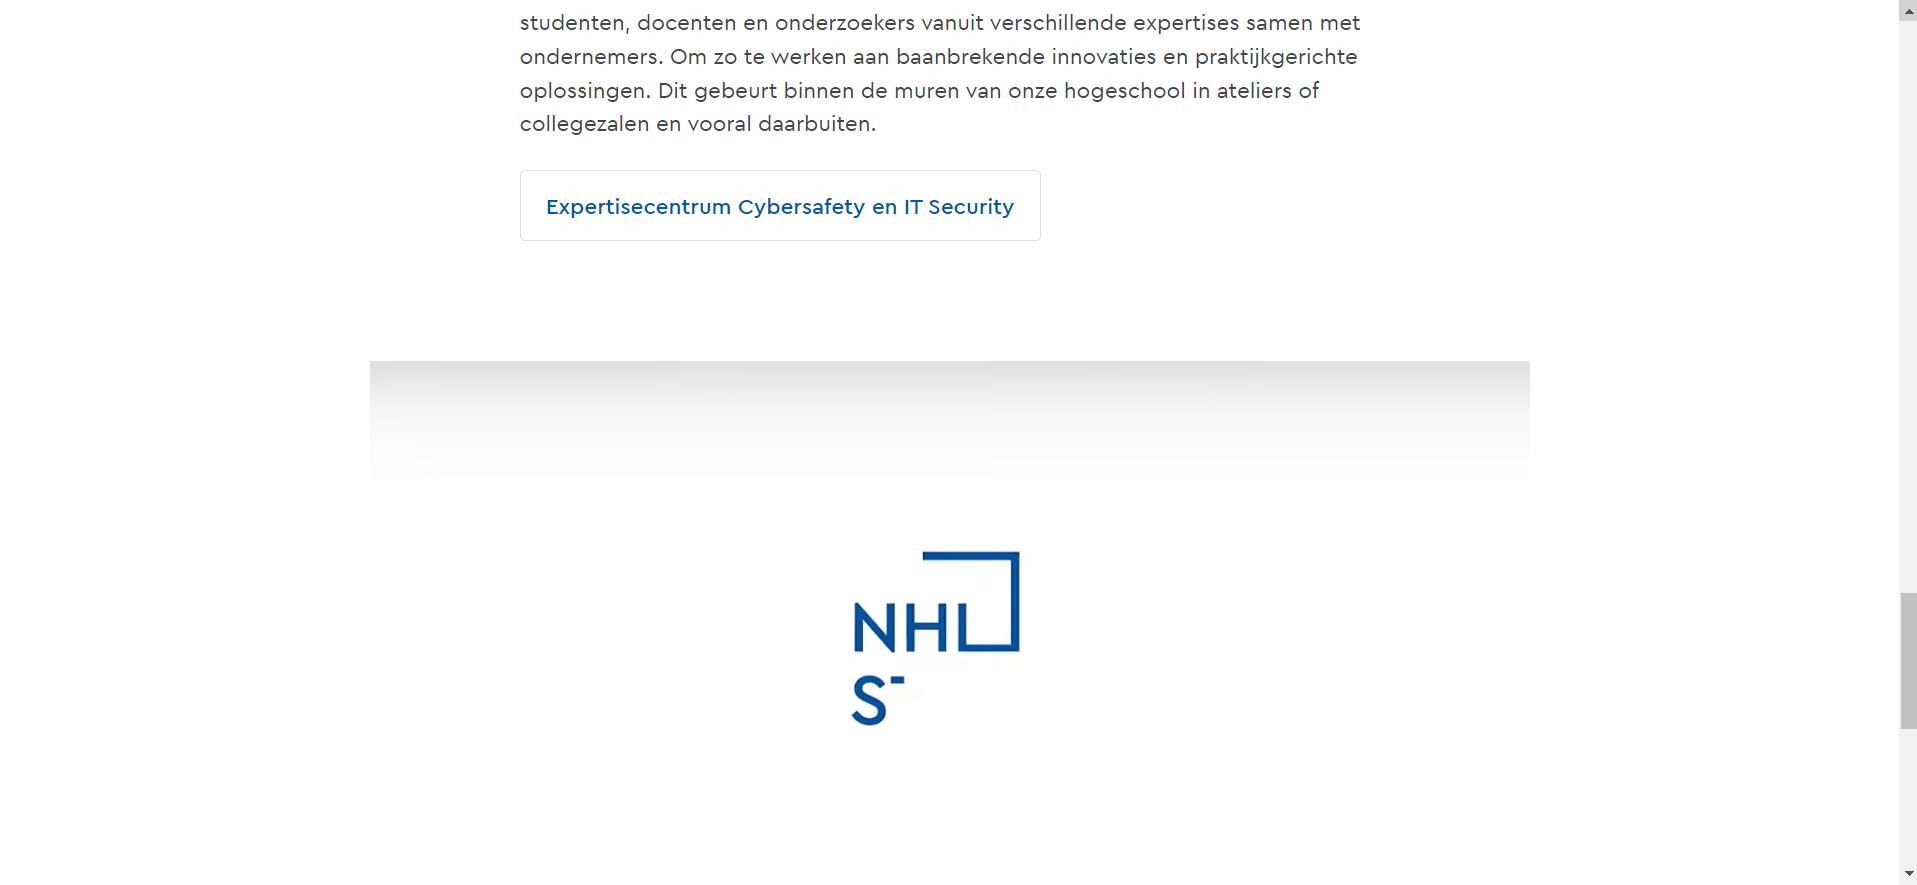 studenten, docenten en onderzoekers vanuit verschillende expertises samen met
ondernemers. Om zo te werken aan baanbrekende innovaties en praktijkgerichte
oplossingen. Dit gebeurt binnen de muren van onze hogeschool in ateliers of
collegezalen en vooral daarbuiten.
Expertisecentrum Cybersafety en IT Security
NHL
S